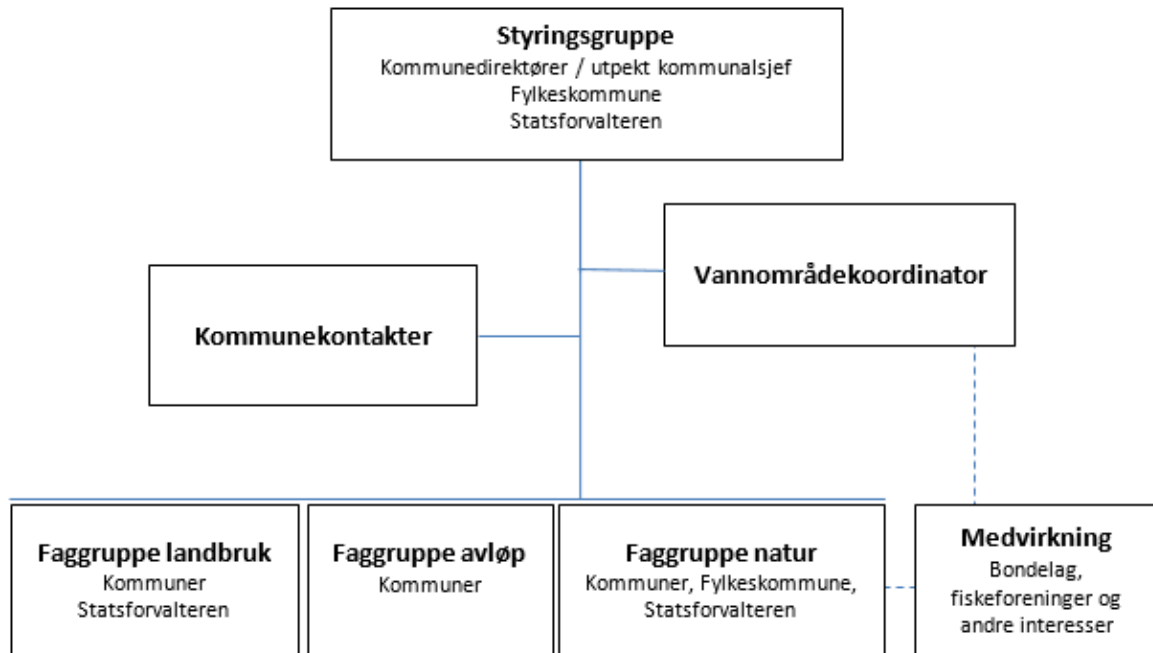 Styringsgruppe
Kommunedirektører / utpekt kommunalsjef
Fylkeskommune
Statsforvalteren
Vannområdekoordinator
Kommunekontakter
Faggruppe landbruk
Kommuner
Statsforvalteren
Faggruppe avløp
Kommuner
Faggruppe natur
Kommuner, Fylkeskommune,
Statsforvalteren
Medvirkning
Bondelag,
fiskeforeninger og
andre interesser